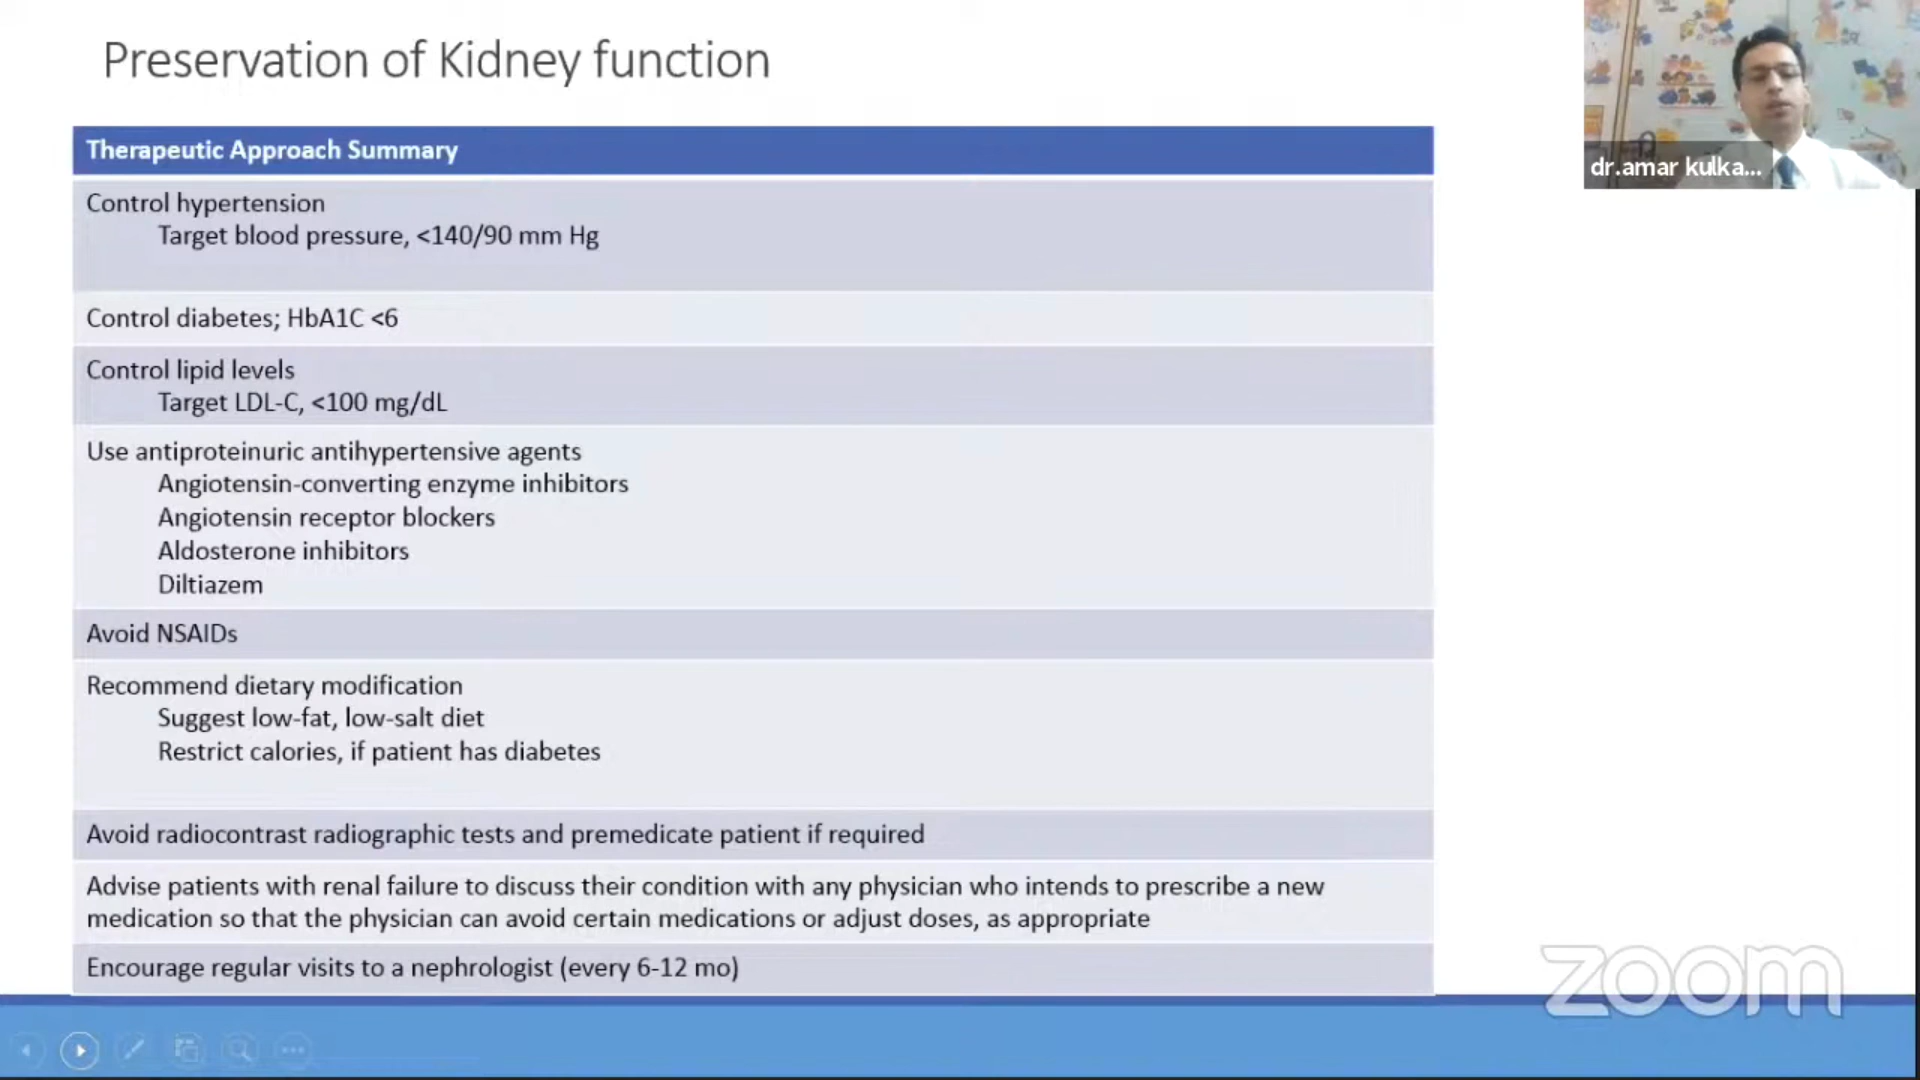 Preservation of Kidney function
dr.amar kulka...
Therapeutic Approach Summary
Control hypertension
Target blood pressure, <140/90 mm Hg
Control diabetes; HbA1C <6
Control lipid levels
Target LDL-C, <100 mg/dL
Use antiproteinuric antihypertensive agents
Angiotensin-converting enzyme inhibitors
Angiotensin receptor blockers
Aldosterone inhibitors
Diltiazem
Avoid NSAIDs
Recommend dietary modification
Suggest low-fat, low-salt diet
Restrict calories, if patient has diabetes
Avoid radiocontrast radiographic tests and premedicate patient if required
Advise patients with renal failure to discuss their condition with any physician who intends to prescribe a new
medication so that the physician can avoid certain medications or adjust doses, as appropriate
Encourage regular visits to a nephrologist (every 6-12 mo)
zoom